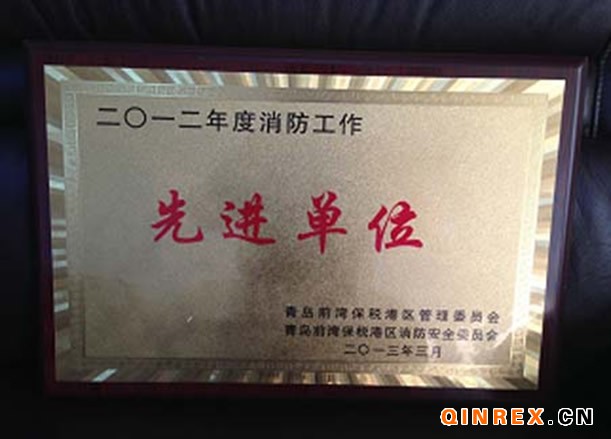 二〇一二年度消防工作
先进单位
青岛前湾保税港区管理委员会
青岛前湾保税港区消防安全委员会
二〇一三年三月
QINREX.CN